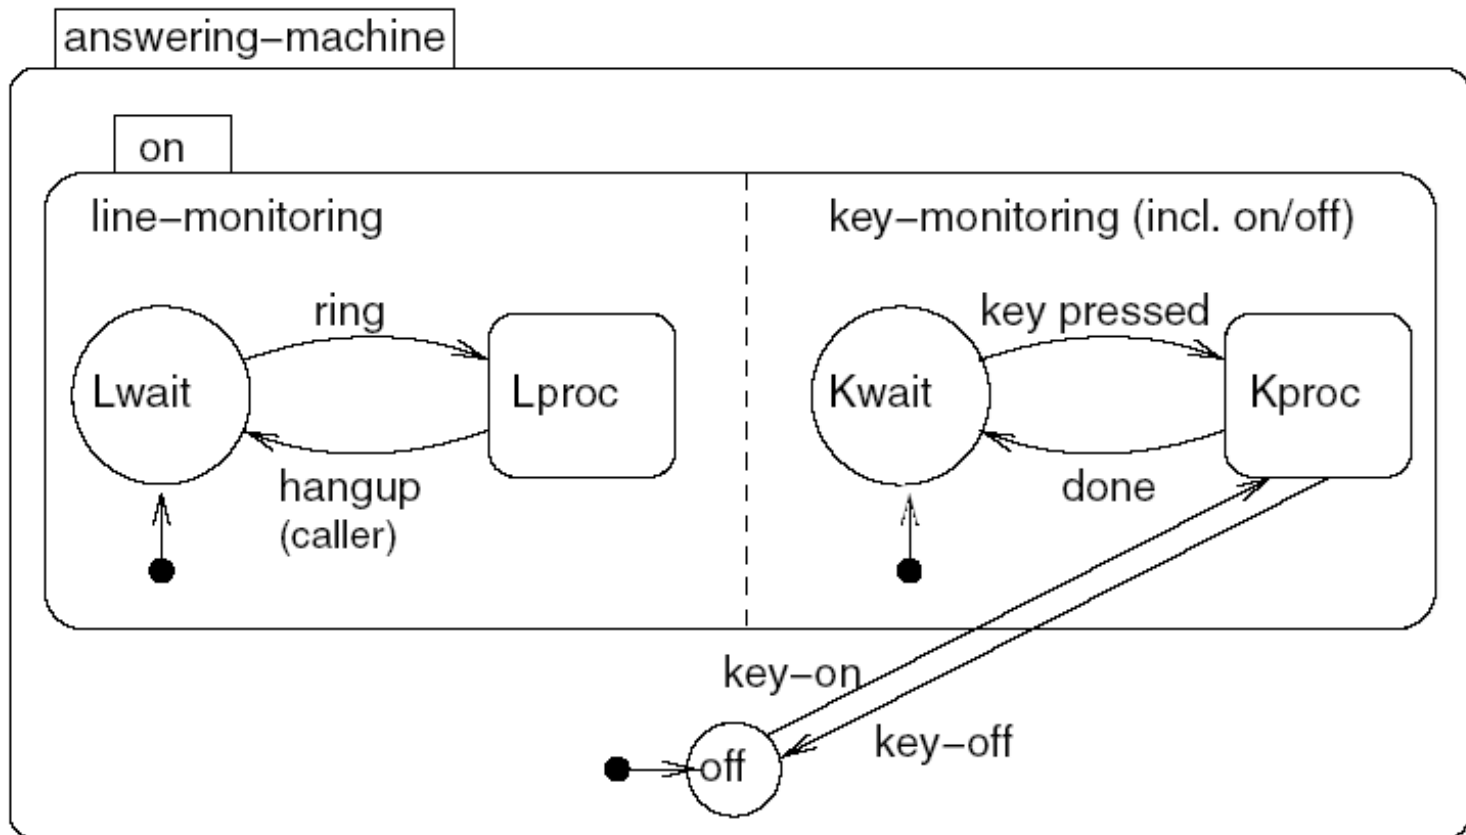 answering–machine
on
line–monitoring
key–monitoring (incl. on/off)
ring
key pressed
Lwait
Lproc
Kwait
Kproc
hangup
(caller)
done
key–on
key–off
off